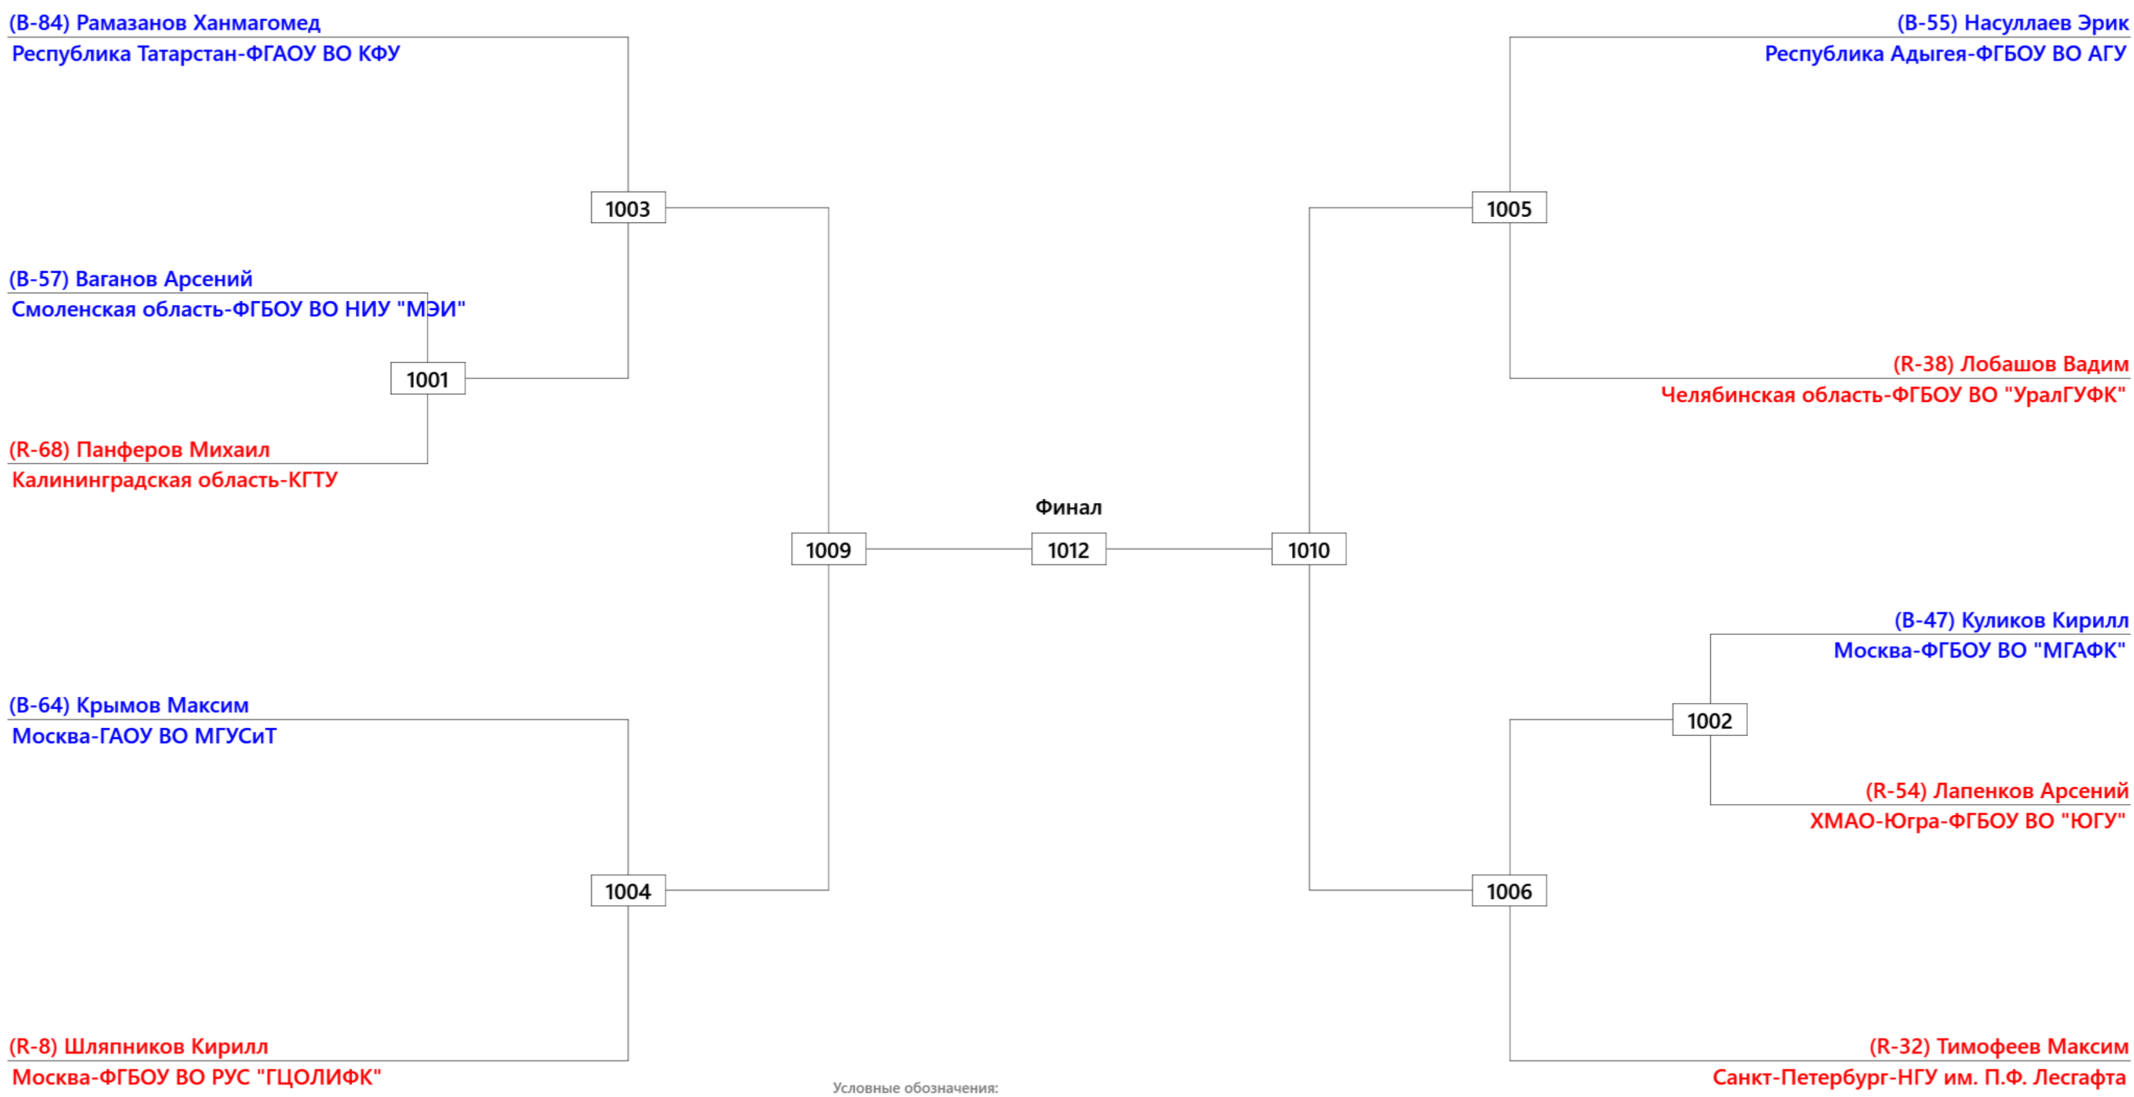 (B-84) Рамазанов Ханмагомед
Республика Татарстан-ФГАОУ ВО КФУ
1003
(B-57) Ваганов Арсений
Смоленская область-ФГБОУ ВО НИУ "МЭИ"
1001
(R-68) Панферов Михаил
Калининградская область-КГТУ
1009
(B-64) Крымов Максим
Москва-ГАОУ ВО МГУСиТ
1004
(R-8) Шляпников Кирилл
Москва-ФГБОУ ВО РУС "ГЦОЛИФК"
Финал
1012
(B-55) Насуллаев Эрик
Республика Адыгея-ФГБОУ ВО АГУ
1005
(R-38) Лобашов Вадим
Челябинская область-ФГБОУ ВО "УралГУФК"
1010
(B-47) Куликов Кирилл
Москва-ФГБОУ ВО "МГАФК"
1002
(R-54) Лапенков Арсений
ХМАО-Югра-ФГБОУ ВО "ЮГУ"
1006
(R-32) Тимофеев Максим
Санкт-Петербург-НГУ им. П.Ф. Лесгафта
Условные обозначения: